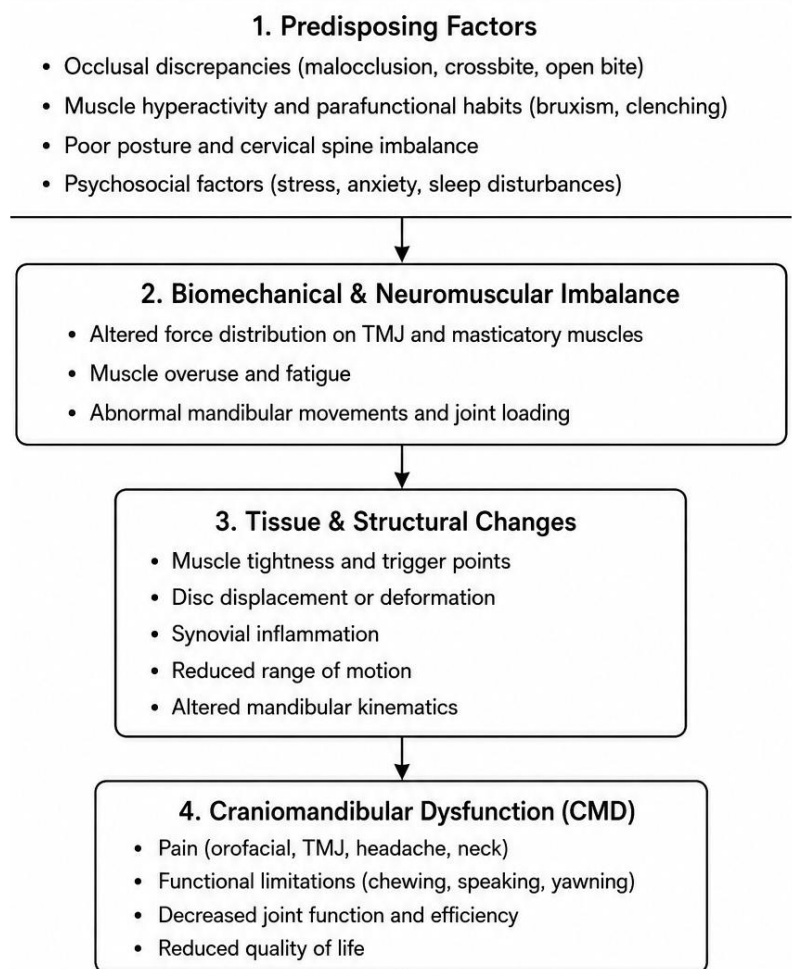 1. Predisposing Factors
• Occlusal discrepancies (malocclusion, crossbite, open bite)
• Muscle hyperactivity and parafunctional habits (bruxism, clenching)
• Poor posture and cervical spine imbalance
• Psychosocial factors (stress, anxiety, sleep disturbances)
2. Biomechanical & Neuromuscular Imbalance
• Altered force distribution on TMJ and masticatory muscles
• Muscle overuse and fatigue
• Abnormal mandibular movements and joint loading
3. Tissue & Structural Changes
• Muscle tightness and trigger points
• Disc displacement or deformation
• Synovial inflammation
• Reduced range of motion
• Altered mandibular kinematics
4. Craniomandibular Dysfunction (CMD)
• Pain (orofacial, TMJ, headache, neck)
• Functional limitations (chewing, speaking, yawning)
• Decreased joint function and efficiency
• Reduced quality of life